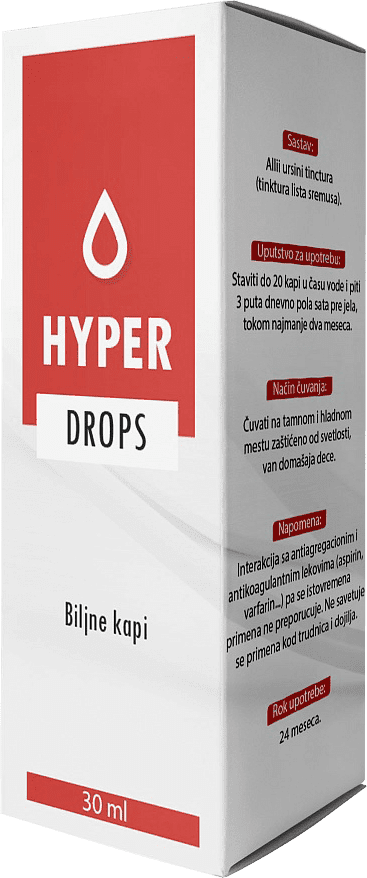 HYPER
DROPS
Biljne kapi
30 ml
Sastav:
Allii ursini tinctura
(tinktura lista sremusa).
Uputstvo za upotrebu:
Staviti do 20 kapi u času vode i piti
3 puta dnevno pola sata pre jela,
tokom najmanje dva meseca.
Način čuvanja:
Čuvati na tamnom i hladnom
mestu zaštićeno od svetlosti,
van domašaja dece.
Napomena:
Interakcija sa antiagregacionim i
antikoagulantnim lekovima (aspirin,
varfarin...) pa se istovremena
primena ne preporucuje. Ne savetuje
se primena kod trudnica i dojilja.
Rok upotrebe:
24 meseca.